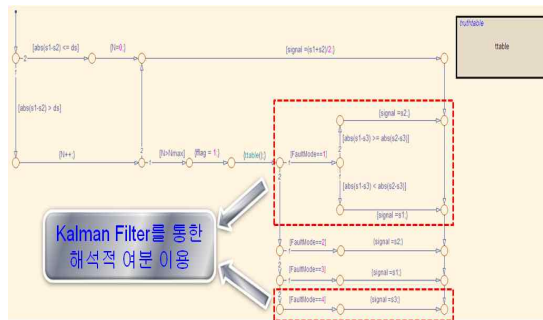 truthtable
ttable
[abs(s1-s2) <= ds]
{N=0;}
{signal =(s1+s2)/2;}
[abs(s1-s2) > ds]
{signal =s2;}
[abs(s1-s3) >= abs(s2-s3)]
{N++;}
[N>Nmax]
{fflag = 1;}
{ttable();}
[FaultMode==1]
[abs(s1-s3) < abs(s2-s3)]
{signal =s1;}
Kalman Filter를 통한
해석적 여분 이용
[FaultMode==2]
{signal =s2;}
[FaultMode==3]
{signal =s1;}
[FaultMode==4]
{signal =s3;}